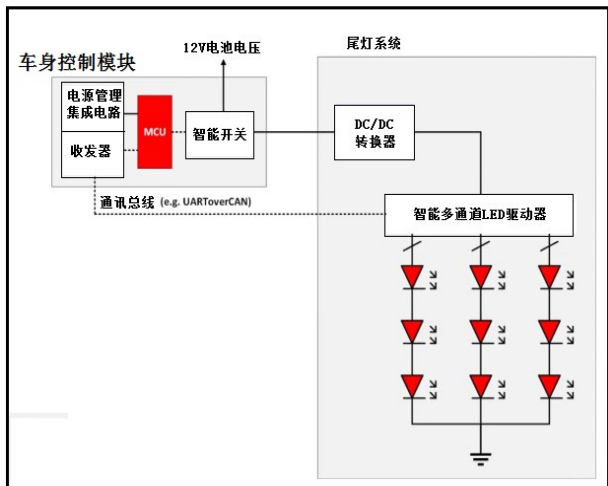 12V电池电压
尾灯系统
车身控制模块
电源管理
集成电路
MCU
智能开关
收发器
DC/DC
转换器
通讯总线 (e.g. UARToverCAN)
智能多通道LED驱动器